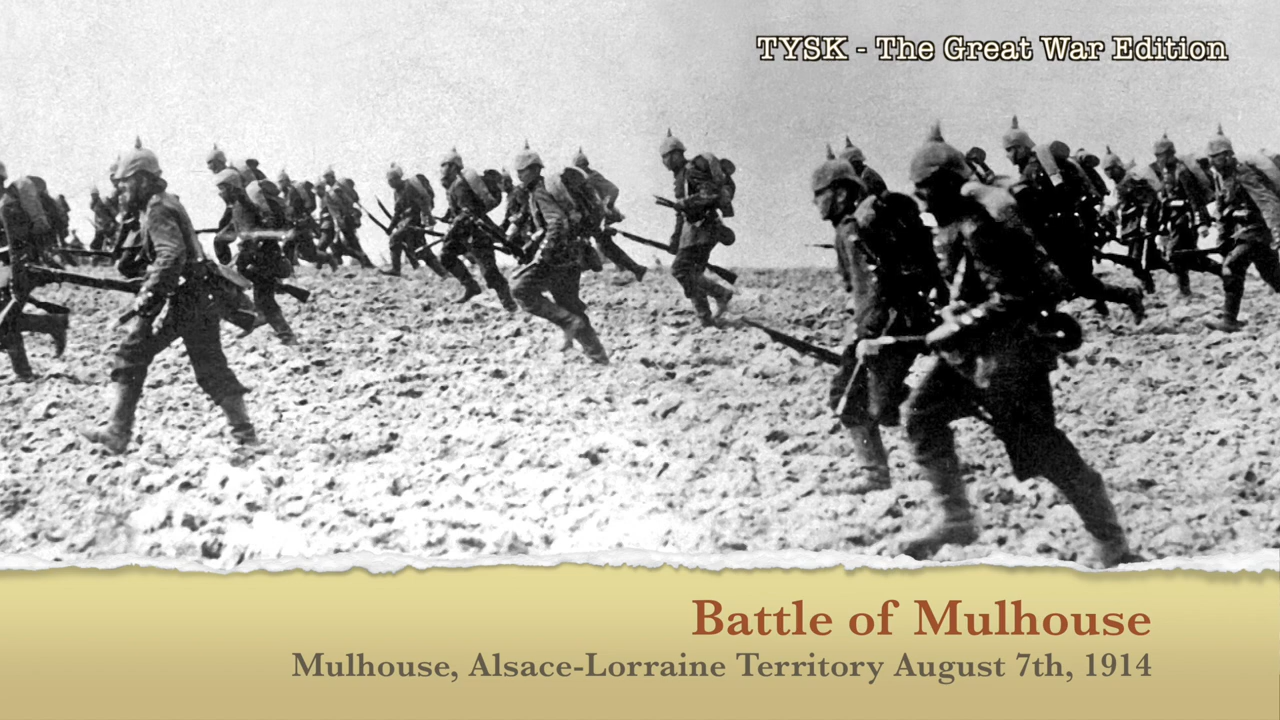 TYSK - The Great War Edition
Battle of Mulhouse
Mulhouse, Alsace-Lorraine Territory August 7th, 1914